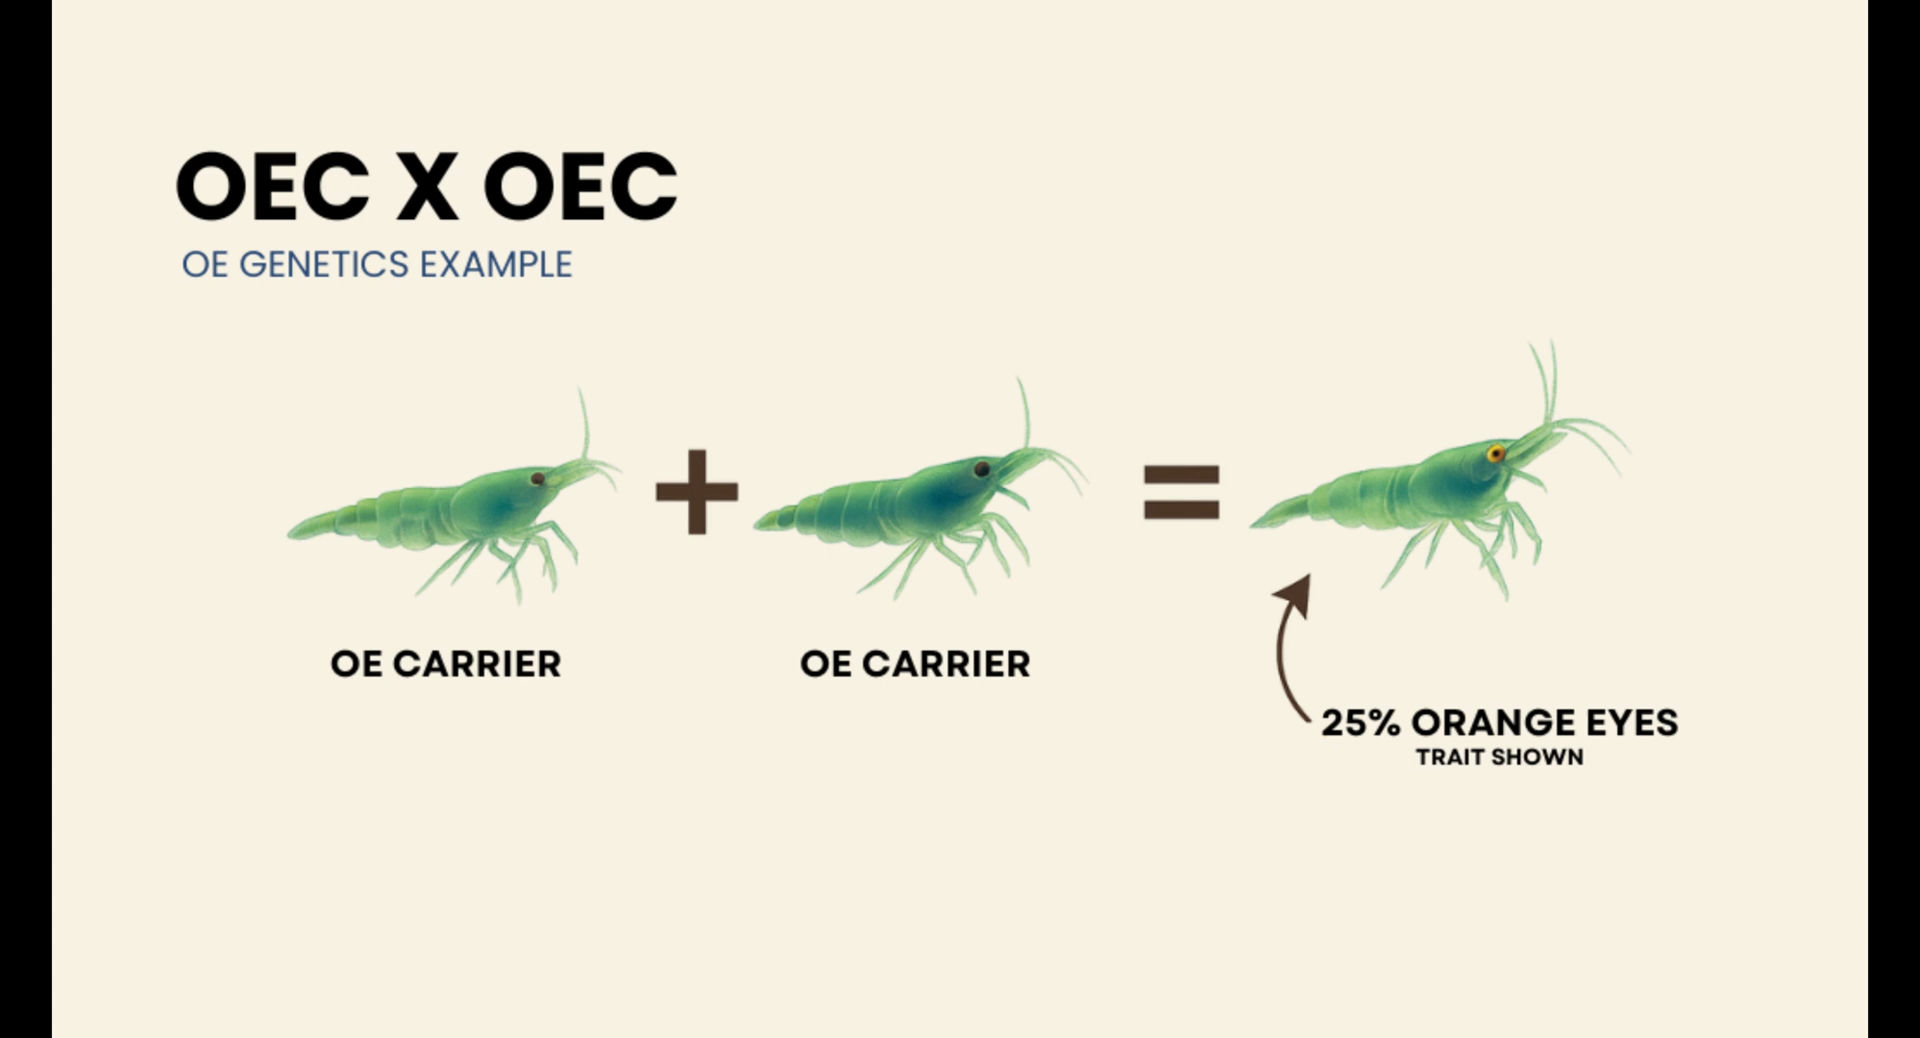 OEC X OEC
OE GENETICS EXAMPLE
OE CARRIER
OE CARRIER
25% ORANGE EYES
TRAIT SHOWN